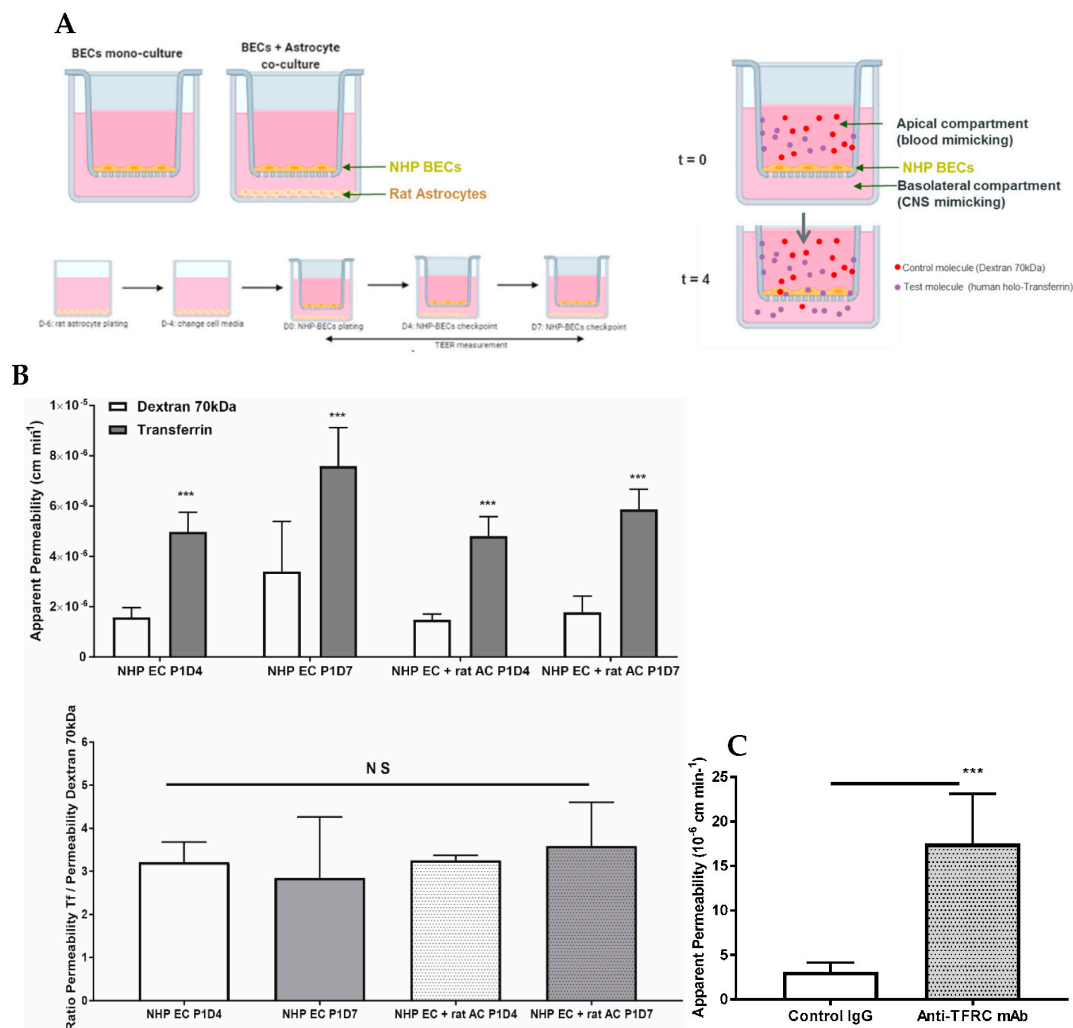 A
BECs mono-culture
BECs + Astrocyte
co-culture
NHP BECs
Rat Astrocytes
D-6: rat astrocyte plating
D-4: change cell media
D0: NHP-BECs plating
D4: NHP-BECs checkpoint
D7: NHP-BECs checkpoint
TEER measurement
t = 0
Apical compartment
(blood mimicking)
NHP BECs
Basolateral compartment
(CNS mimicking)
t = 4
Control molecule (Dextran 70kDa)
Test molecule (human holo-Transferrin)
B
Apparent Permeability (cm min⁻¹)
1×10⁻⁵
8×10⁻⁶
6×10⁻⁶
4×10⁻⁶
2×10⁻⁶
0
Dextran 70kDa
Transferrin
***
***
***
***
NHP EC P1D4
NHP EC P1D7
NHP EC + rat AC P1D4
NHP EC + rat AC P1D7
Ratio Permeability Tf / Permeability Dextran 70kDa
6
5
4
3
2
1
0
N S
NHP EC P1D4
NHP EC P1D7
NHP EC + rat AC P1D4
NHP EC + rat AC P1D7
C
Apparent Permeability (10⁻⁶ cm min-¹)
25
20
15
10
5
0
***
Control IgG
Anti-TFRC mAb